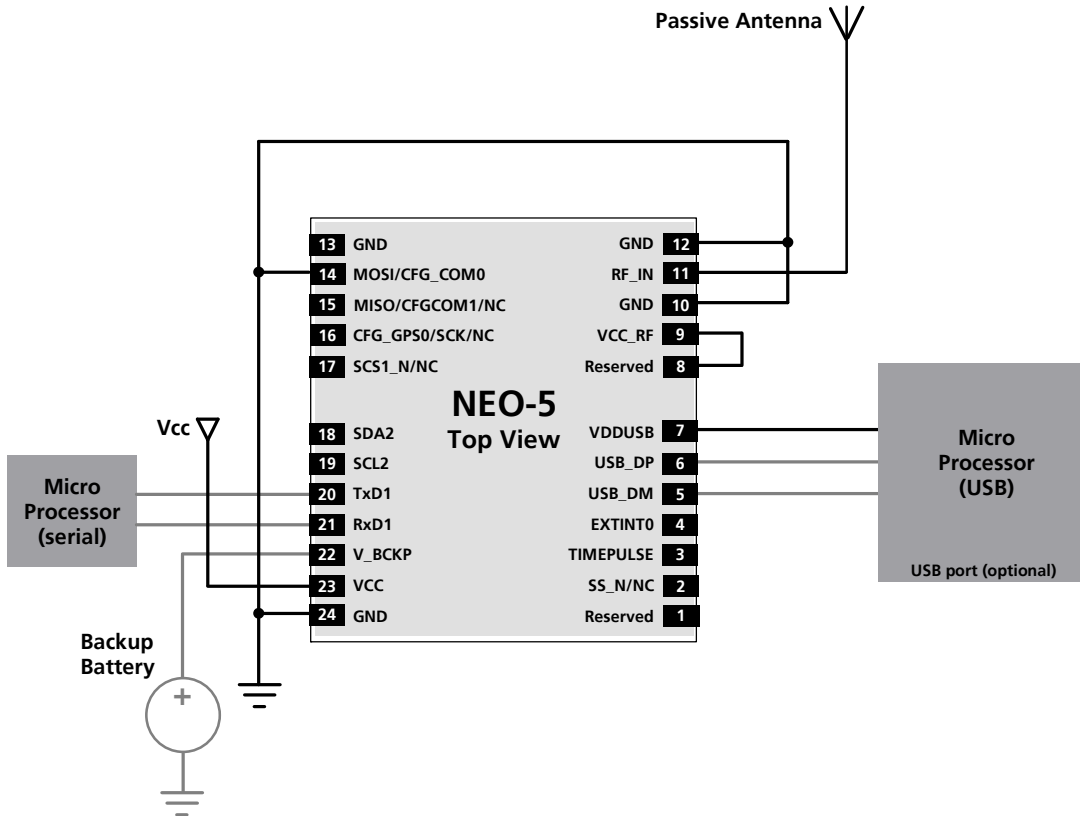 Passive Antenna
13 GND
14 MOSI/CFG_COM0
15 MISO/CFGCOM1/NC
16 CFG_GPS0/SCK/NC
17 SCS1_N/NC
18 SDA2
19 SCL2
20 TxD1
21 RxD1
22 V_BCKP
23 VCC
24 GND
NEO-5
Top View
GND 12
RF_IN 11
GND 10
VCC_RF 9
Reserved 8
VDDUSB 7
USB_DP 6
USB_DM 5
EXTINT0 4
TIMEPULSE 3
SS_N/NC 2
Reserved 1
Vcc
Micro
Processor
(serial)
Backup
Battery
+
Micro
Processor
(USB)
USB port (optional)